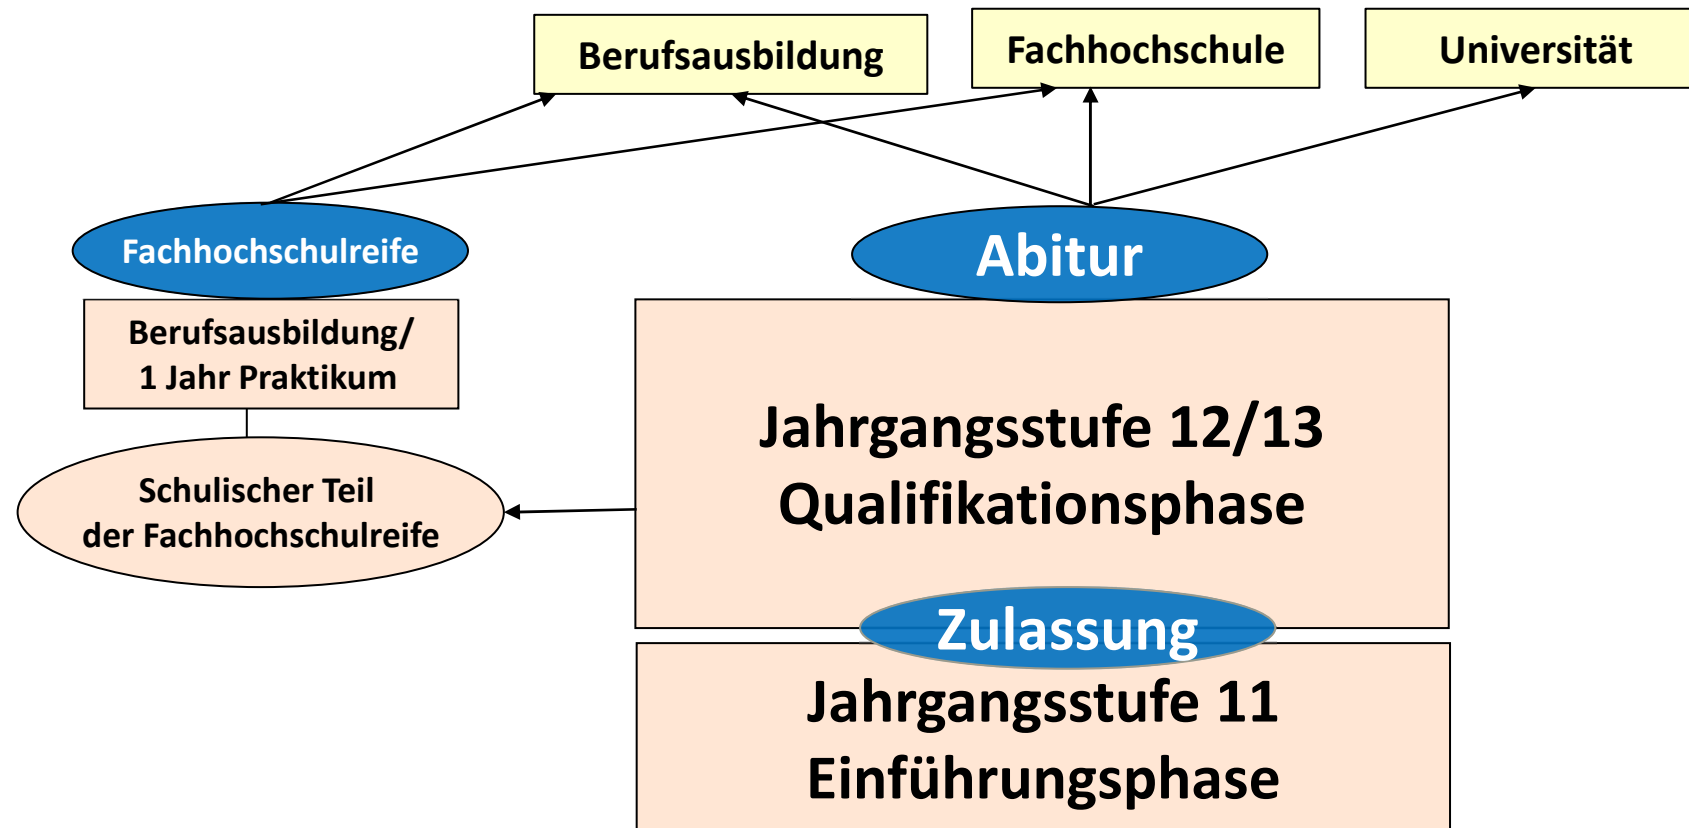 Berufsausbildung
Fachhochschule
Universität
Fachhochschulreife
Abitur
Berufsausbildung/
1 Jahr Praktikum
Jahrgangsstufe 12/13
Qualifikationsphase
Schulischer Teil
der Fachhochschulreife
Zulassung
Jahrgangsstufe 11
Einführungsphase